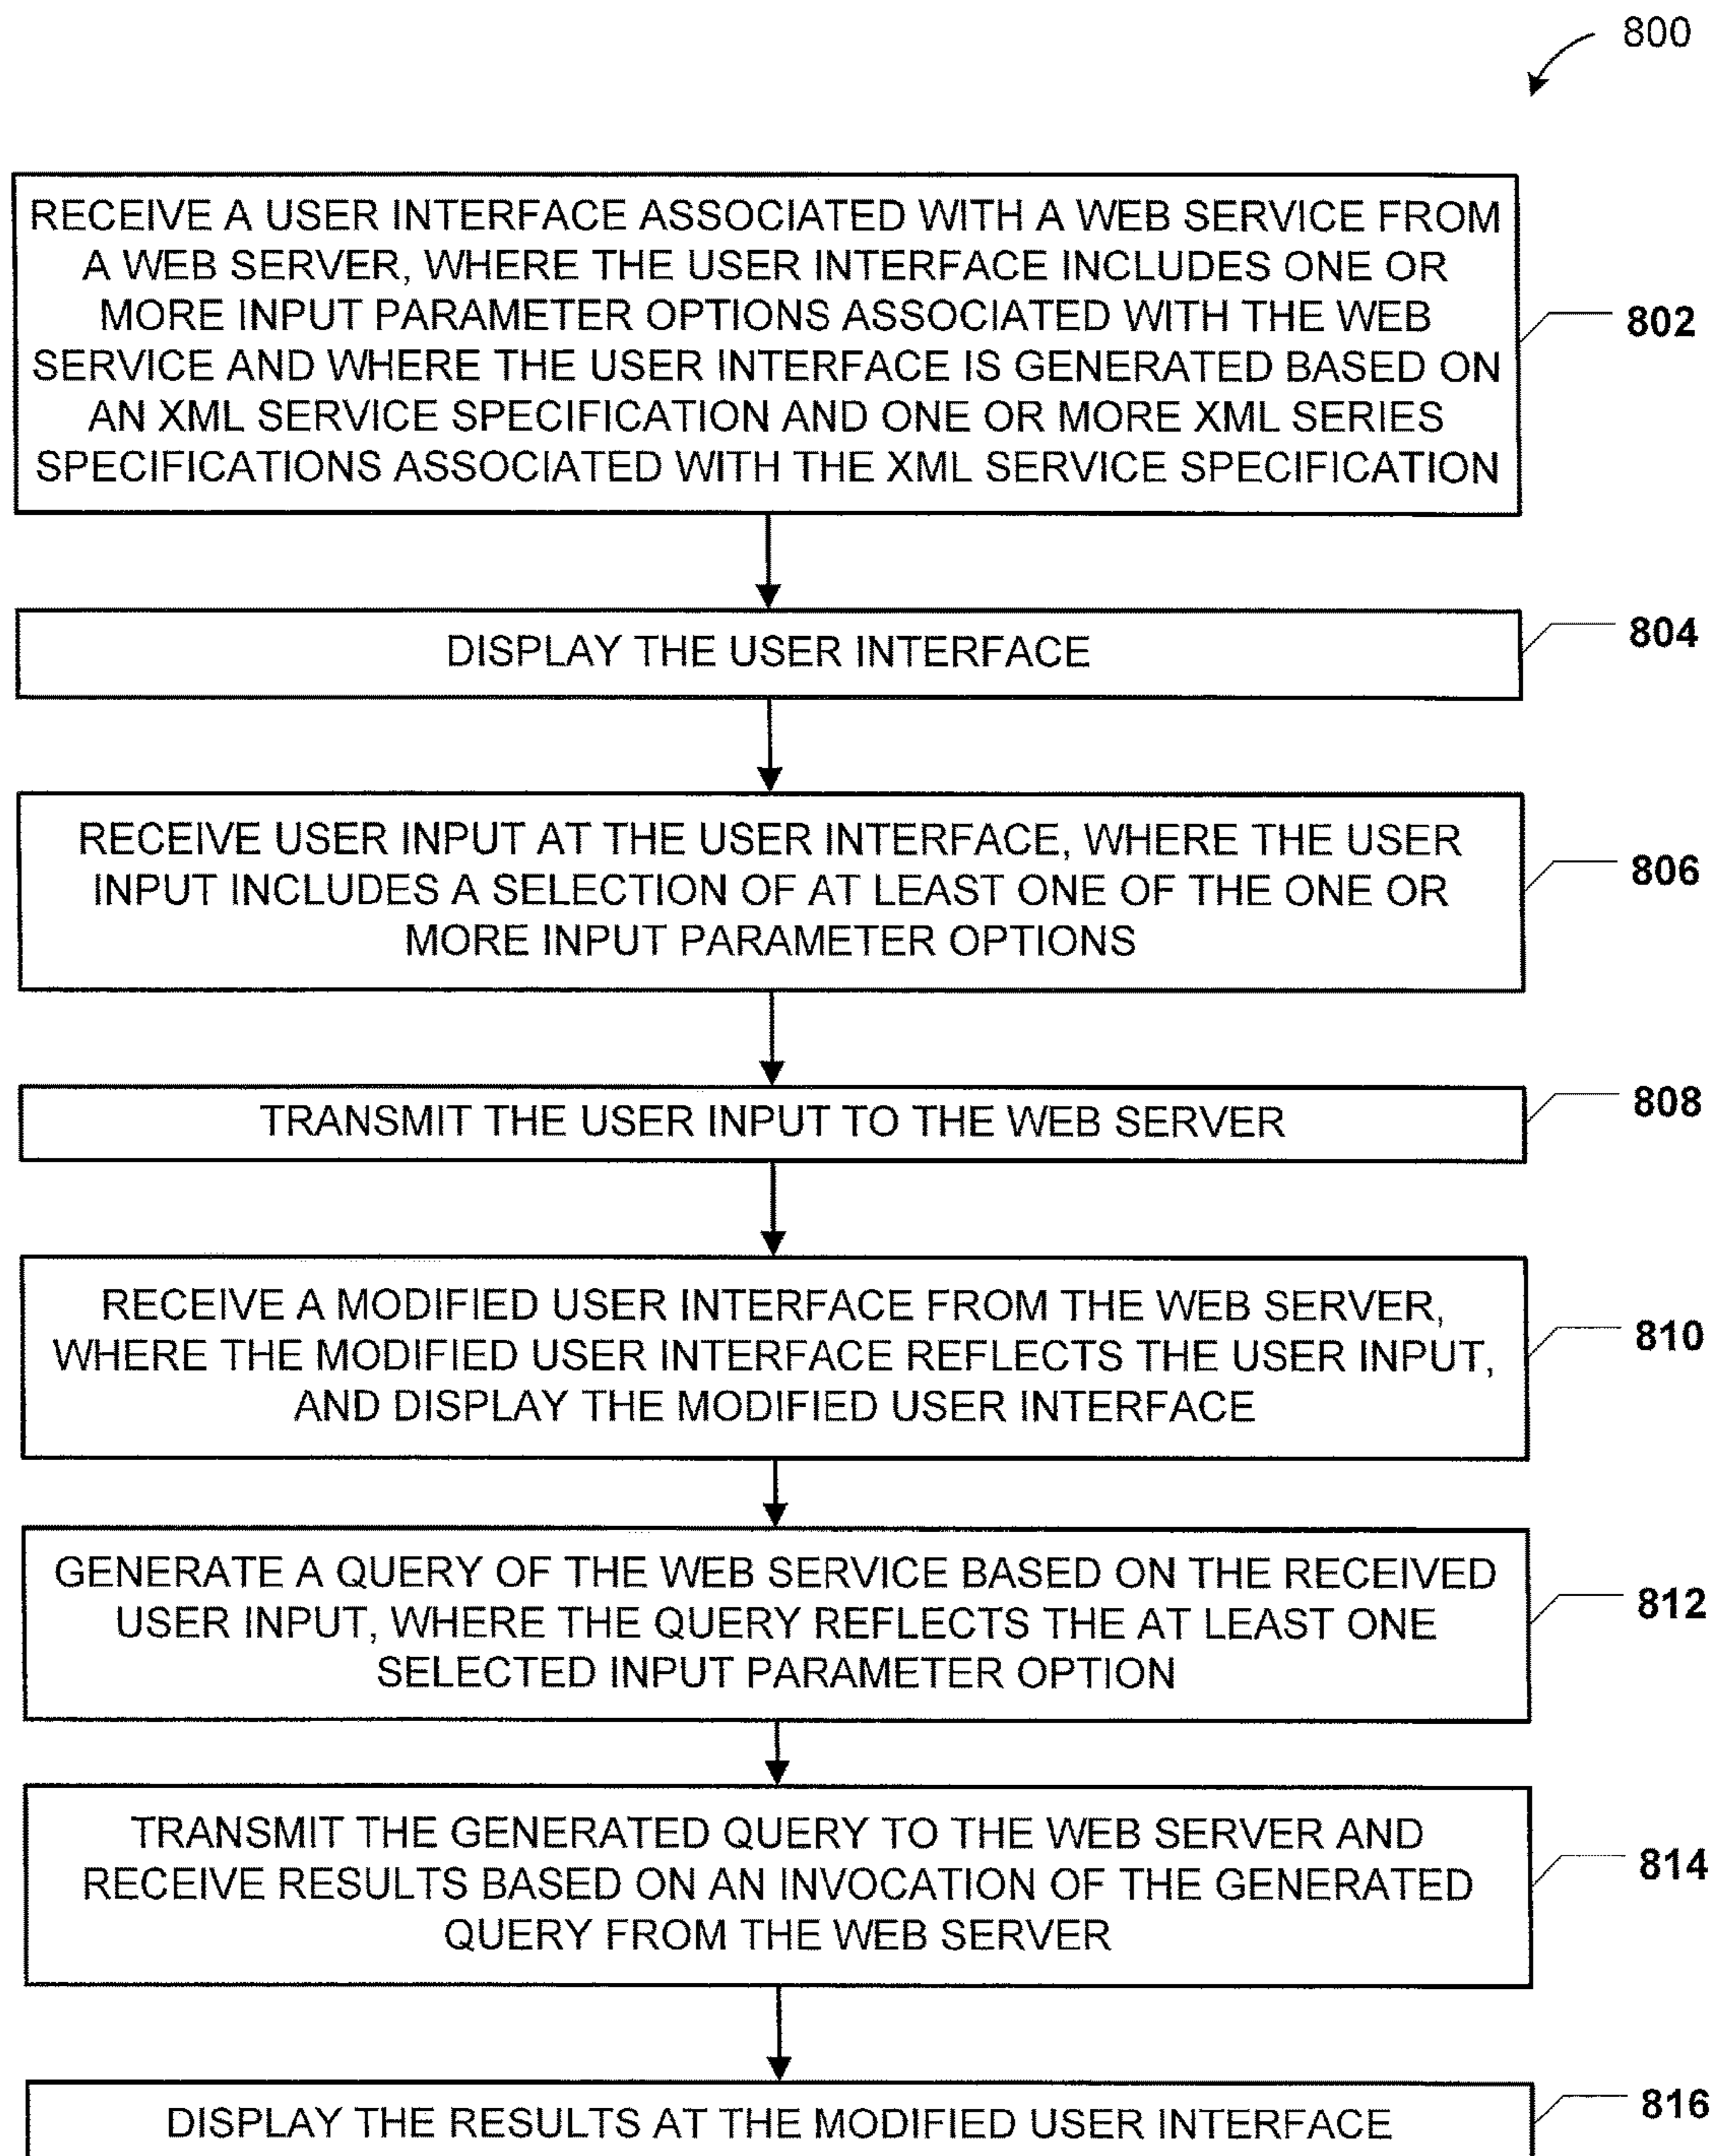 800
RECEIVE A USER INTERFACE ASSOCIATED WITH A WEB SERVICE FROM
A WEB SERVER, WHERE THE USER INTERFACE INCLUDES ONE OR
MORE INPUT PARAMETER OPTIONS ASSOCIATED WITH THE WEB
SERVICE AND WHERE THE USER INTERFACE IS GENERATED BASED ON
AN XML SERVICE SPECIFICATION AND ONE OR MORE XML SERIES
SPECIFICATIONS ASSOCIATED WITH THE XML SERVICE SPECIFICATION
802
DISPLAY THE USER INTERFACE
804
RECEIVE USER INPUT AT THE USER INTERFACE, WHERE THE USER
INPUT INCLUDES A SELECTION OF AT LEAST ONE OF THE ONE OR
MORE INPUT PARAMETER OPTIONS
806
TRANSMIT THE USER INPUT TO THE WEB SERVER
808
RECEIVE A MODIFIED USER INTERFACE FROM THE WEB SERVER,
WHERE THE MODIFIED USER INTERFACE REFLECTS THE USER INPUT,
AND DISPLAY THE MODIFIED USER INTERFACE
810
GENERATE A QUERY OF THE WEB SERVICE BASED ON THE RECEIVED
USER INPUT, WHERE THE QUERY REFLECTS THE AT LEAST ONE
SELECTED INPUT PARAMETER OPTION
812
TRANSMIT THE GENERATED QUERY TO THE WEB SERVER AND
RECEIVE RESULTS BASED ON AN INVOCATION OF THE GENERATED
QUERY FROM THE WEB SERVER
814
DISPLAY THE RESULTS AT THE MODIFIED USER INTERFACE
816